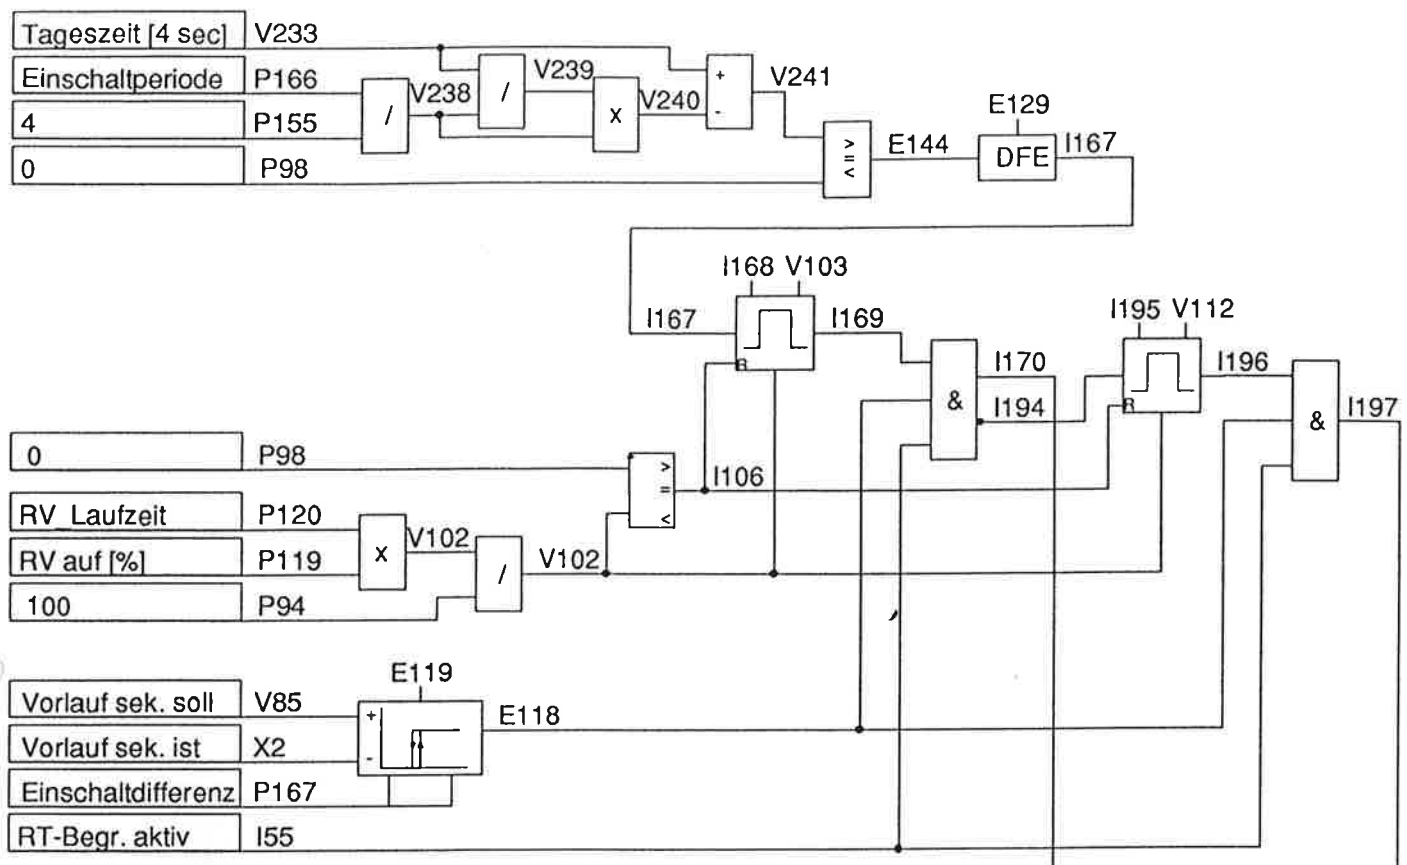 Tageszeit [4 sec] V233
Einschaltperiode P166
4 P155
0 P98
/
V238
/
V239
x
V240
+
-
V241
>
=
<
E144
E129
DFE I167
I168 V103
I167
R
I169
&
I170
I194
I195 V112
R
I196
&
I197
0 P98
>
=
<
I106
RV_Laufzeit P120
RV auf [%] P119
100 P94
x
V102
/
V102
E119
Vorlauf sek. soll V85
Vorlauf sek. ist X2
Einschaltdifferenz P167
RT-Begr. aktiv I55
+
-
E118